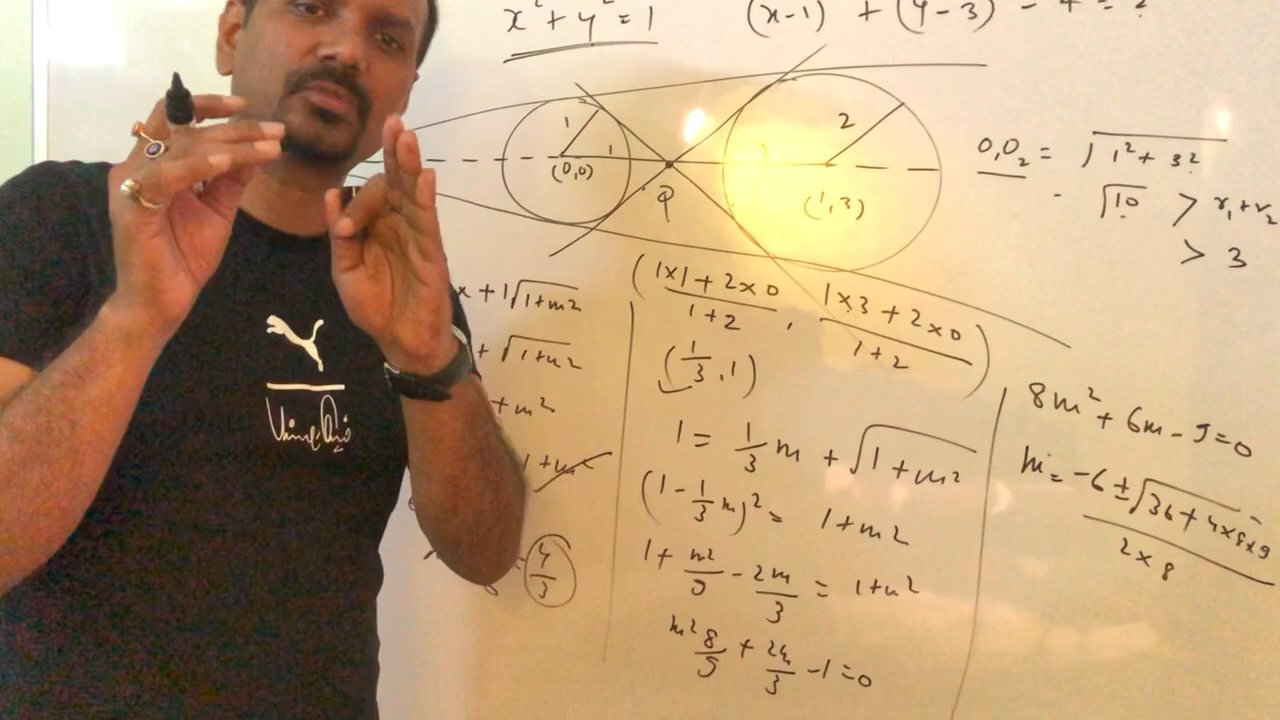 x² + y² = 1
(x-1) + (y-3) - 4 = ?
1
1
(0,0)
P
2
(1,3)
O₁O₂ = √1² + 3²
- √10 > r₁+r₂
> 3
x + 1√1+m²
+ √1+m²
+ m²
1 + m²
= 4/3
(1×1 + 2×0 / 1+2 , 1×3 + 2×0 / 1+2)
(1/3 , 1)
1 = 1/3 m + √1+m²
(1 - 1/3 m)² = 1+m²
1 + m²/9 - 2m/3 = 1+m²
m² 8/9 + 2m/3 - 1 = 0
8m² + 6m - 9 = 0
m = -6 ± √36 + 4×8×9 / 2×8